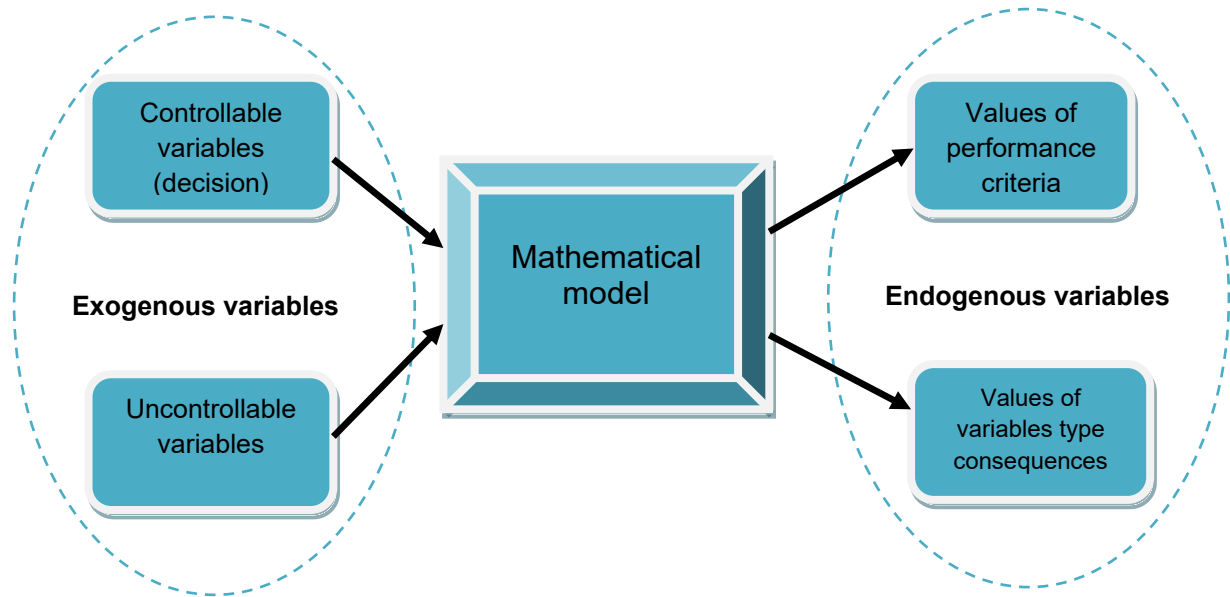 Controllable
variables
(decision)
Exogenous variables
Uncontrollable
variables
Mathematical
model
Values of
performance
criteria
Endogenous variables
Values of
variables type
consequences